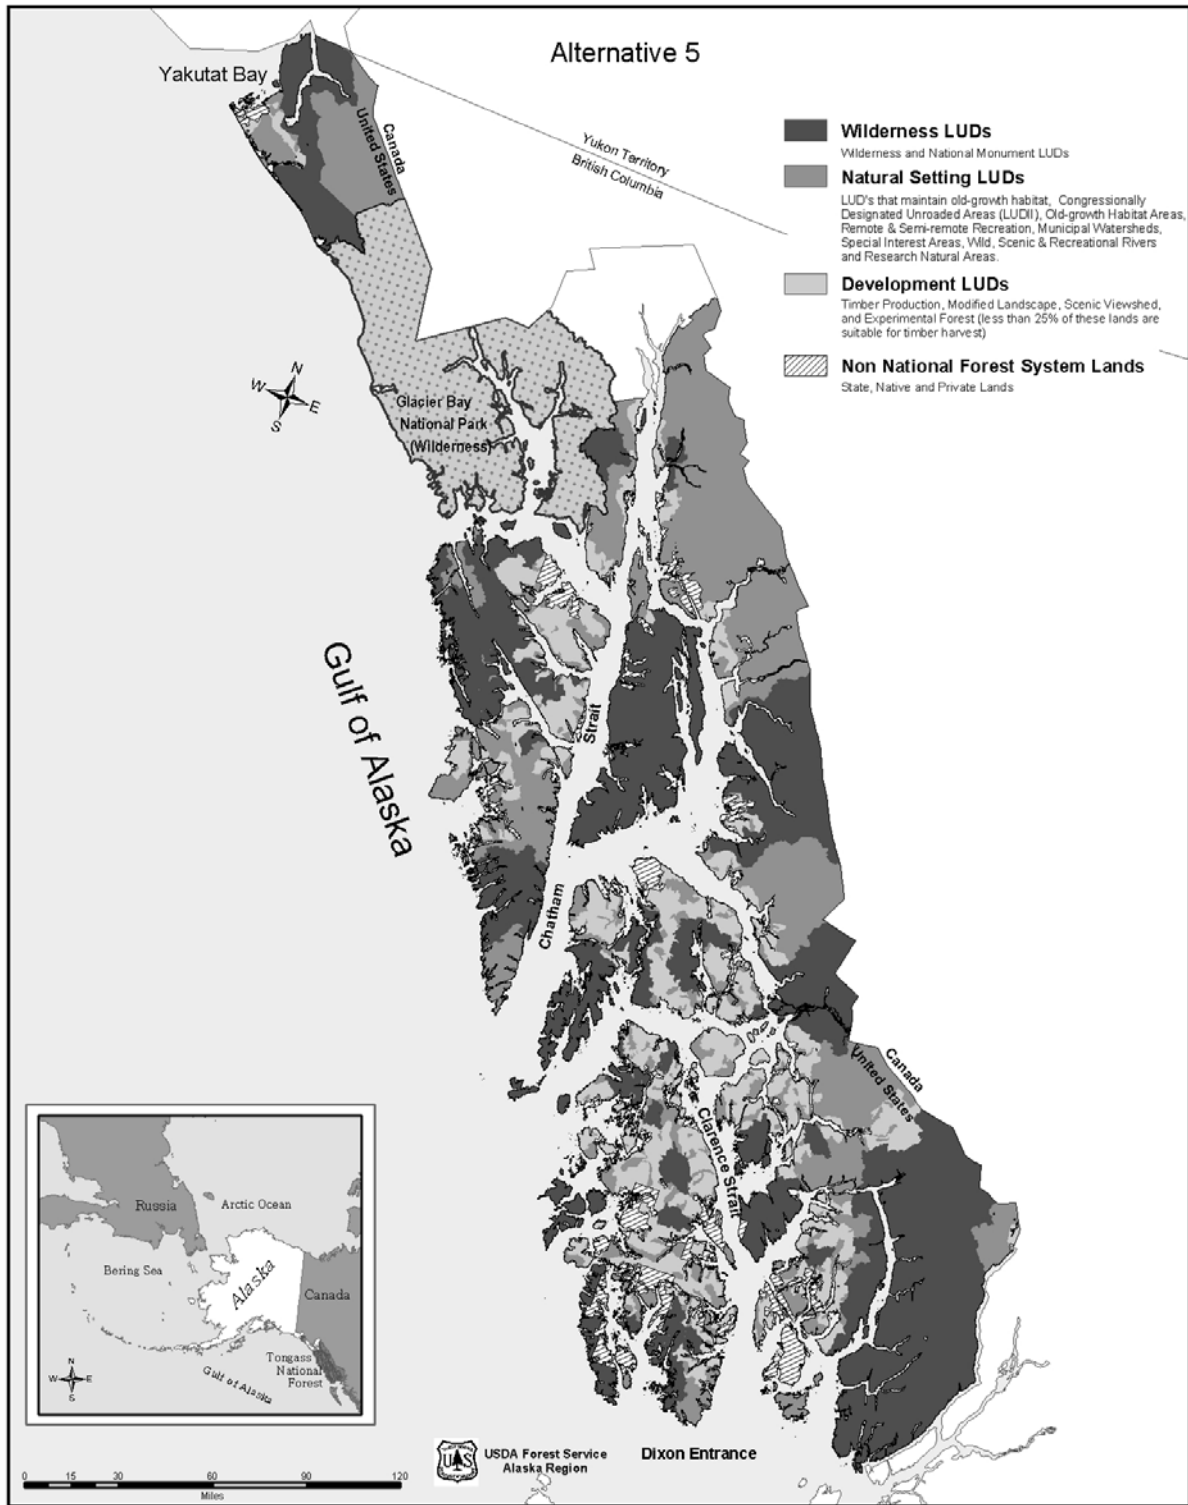 Alternative 5
Yakutat Bay
Canada
United States
Yukon Territory
British Columbia
Wilderness LUDs
Wilderness and National Monument LUDs
Natural Setting LUDs
LUD's that maintain old-growth habitat, Congressionally
Designated Unroaded Areas (LUDII), Old-growth Habitat Areas,
Remote & Semi-remote Recreation, Municipal Watersheds,
Special Interest Areas, Wild, Scenic & Recreational Rivers
and Research Natural Areas.
Development LUDs
Timber Production, Modified Landscape, Scenic Viewshed,
and Experimental Forest (less than 25% of these lands are
suitable for timber harvest)
Non National Forest System Lands
State, Native and Private Lands
N
W
E
S
Glacier Bay
National Park
(Wilderness)
Gulf of Alaska
Strait
Chatham
Canada
United States
Clarence Strait
Russia
Arctic Ocean
Bering Sea
Alaska
Canada
Tongass
National
Forest
Gulf of Alaska
N
W
E
S
0 15 30 60 90 120
Miles
UAS
USDA Forest Service
Alaska Region
Dixon Entrance